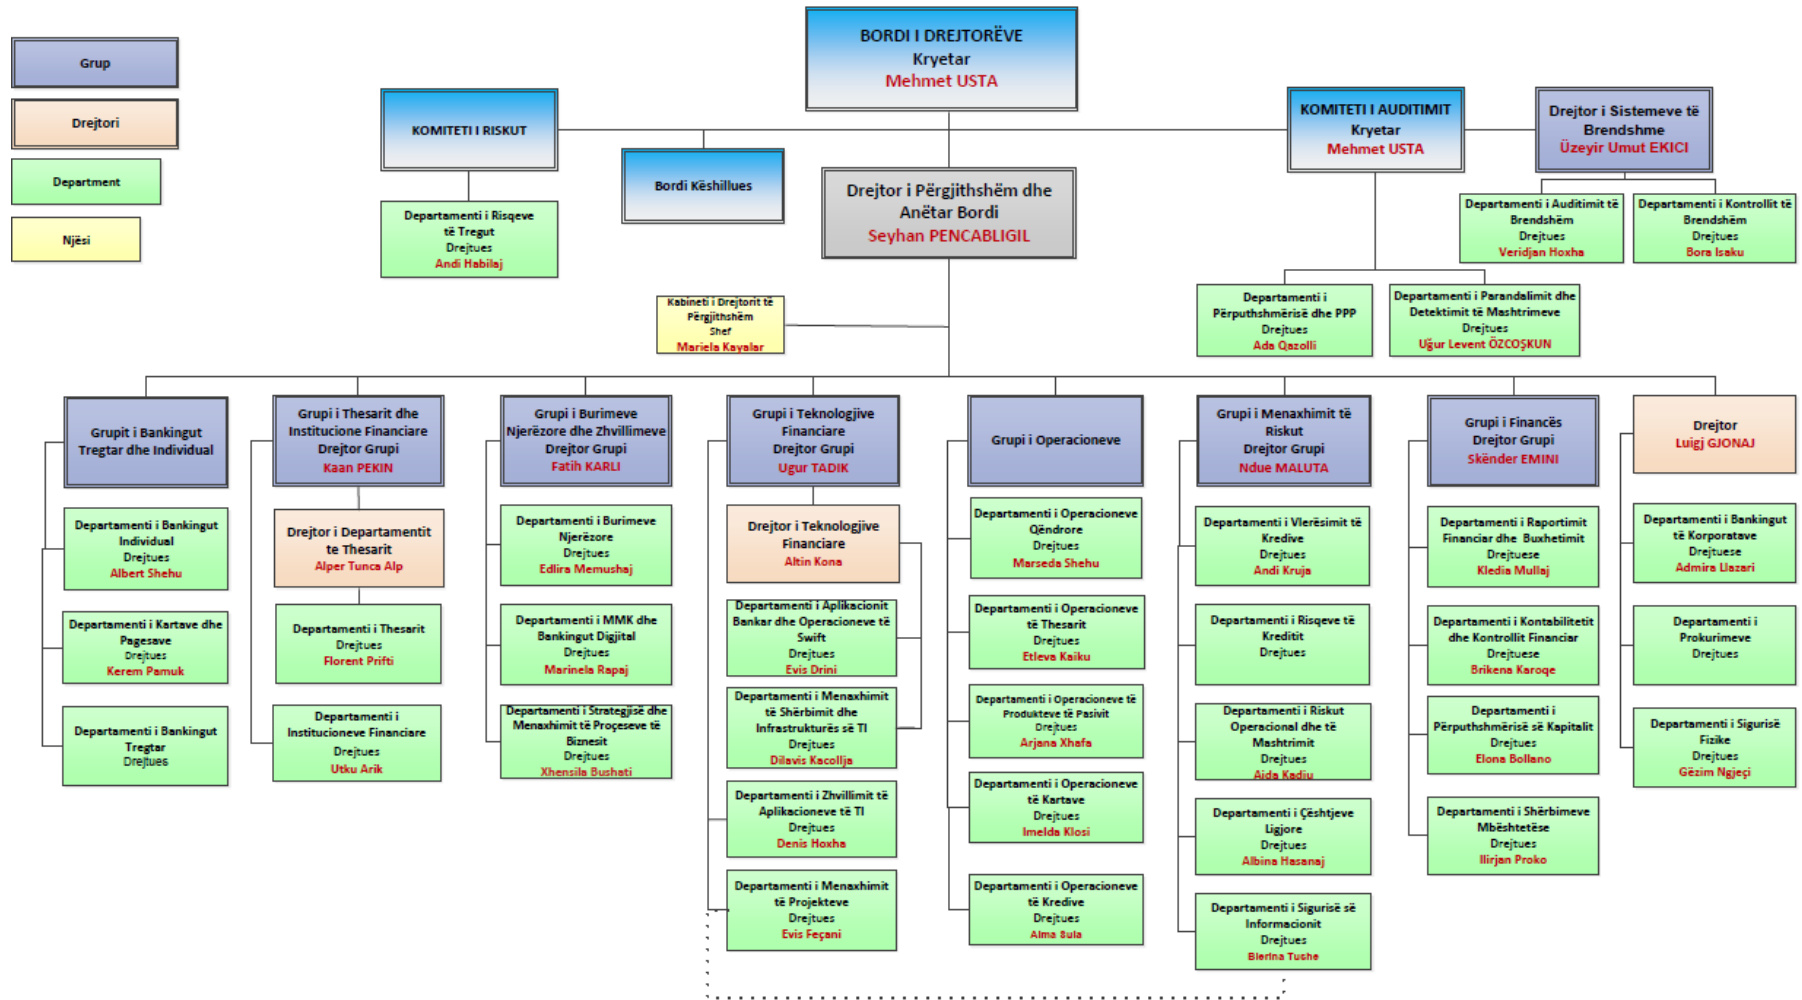 Grup
Drejtori
Department
Njësi
BORDI I DREJTORËVE
Kryetar
Mehmet USTA
KOMITETI I RISKUT
Bordi Këshillues
KOMITETI I AUDITIMIT
Kryetar
Mehmet USTA
Drejtor i Sistemeve të
Brendshme
Üzeyir Umut EKICI
Departamenti i Risqeve
të Tregut
Drejtues
Andi Habilaj
Drejtor i Përgjithshëm dhe
Anëtar Bordi
Seyhan PENCABLIGIL
Departamenti i Auditimit të
Brendshëm
Drejtues
Veridjan Hoxha
Departamenti i Kontrollit të
Brendshëm
Drejtues
Bora Isaku
Departamenti i
Përputhshmërisë dhe PPP
Drejtues
Ada Qazolli
Departamenti i Parandalimit dhe
Detektimit të Mashtrimeve
Drejtues
Uğur Levent ÖZCOŞKUN
Kabineti i Drejtorit të
Përgjithshëm
Shef
Mariela Kayalar
Grupit i Bankingut
Tregtar dhe Individual
Departamenti i Bankingut
Individual
Drejtues
Albert Shehu
Departamenti i Kartave dhe
Pagesave
Drejtues
Kerem Pamuk
Departamenti i Bankingut
Tregtar
Drejtues
Grupi i Thesarit dhe
Institucione Financiare
Drejtor Grupi
Kaan PEKIN
Drejtor i Departamentit
te Thesarit
Alper Tunca Alp
Departamenti i Thesarit
Drejtues
Florent Prifti
Departamenti i
Institucioneve Financiare
Drejtues
Utku Arik
Grupi i Burimeve
Njerëzore dhe Zhvillimeve
Drejtor Grupi
Fatih KARLI
Departamenti i Burimeve
Njerëzore
Drejtues
Edlira Memushaj
Departamenti i MMK dhe
Bankingut Digjital
Drejtues
Marinela Rapaj
Departamenti i Strategjisë dhe
Menaxhimit të Proçeseve të
Biznesit
Drejtues
Xhensila Bushati
Grupi i Teknologjive
Financiare
Drejtor Grupi
Ugur TADIK
Drejtor i Teknologjive
Financiare
Altin Kona
Departamenti i Aplikacionit
Bankar dhe Operacioneve të
Swift
Drejtues
Evis Drini
Departamenti i Menaxhimit
të Shërbimit dhe
Infrastrukturës së TI
Drejtues
Dilavis Kacollja
Departamenti i Zhvillimit të
Aplikacioneve të TI
Drejtues
Denis Hoxha
Departamenti i Menaxhimit
të Projekteve
Drejtues
Evis Feçani
Grupi i Operacioneve
Departamenti i Operacioneve
Qëndrore
Drejtues
Marseda Shehu
Departamenti i Operacioneve
të Thesarit
Drejtues
Etleva Kaiku
Departamenti i Operacioneve të
Produkteve të Pasivit
Drejtues
Arjana Xhafa
Departamenti i Operacioneve
të Kartave
Drejtues
Imelda Klosi
Departamenti i Operacioneve
të Kredive
Drejtues
Alma Bula
Grupi i Menaxhimit të
Riskut
Drejtor Grupi
Ndue MALUTA
Departamenti i Vlerësimit të
Kredive
Drejtues
Andi Kruja
Departamenti i Risqeve të
Kreditit
Drejtues
Departamenti i Riskut
Operacional dhe të
Mashtrimit
Drejtues
Aida Kadiu
Departamenti i Çështjeve
Ligjore
Drejtues
Albina Hasanaj
Departamenti i Sigurisë së
Informacionit
Drejtues
Blerina Tushe
Grupi i Financës
Drejtor Grupi
Skënder EMINI
Departamenti i Raportimit
Financiar dhe Buxhetimit
Drejtuese
Kledia Mullaj
Departamenti i Kontabilitetit
dhe Kontrollit Financiar
Drejtuese
Brikena Karoqe
Departamenti i
Përputhshmërisë së Kapitalit
Drejtues
Elona Bollano
Departamenti i Shërbimeve
Mbështetëse
Drejtues
Ilirjan Proko
Drejtor
Luigj GJONAJ
Departamenti i Bankingut
të Korporatave
Drejtuese
Admira Llazari
Departamenti i
Prokurimeve
Drejtues
Departamenti i Sigurisë
Fizike
Drejtues
Gëzim Ngjeçi